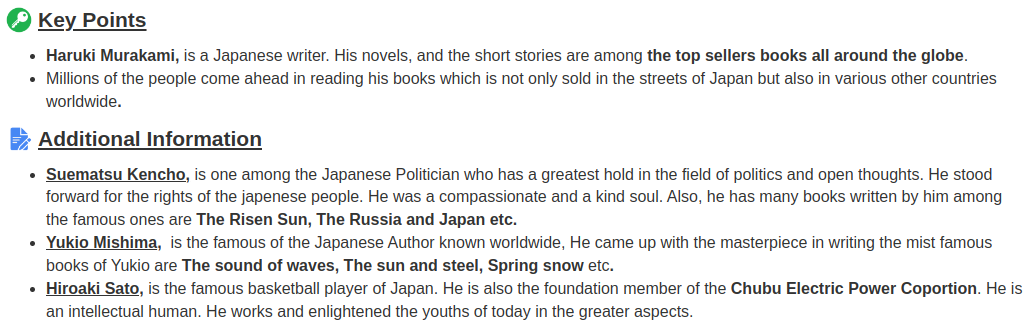 Key Points
Haruki Murakami, is a Japanese writer. His novels, and the short stories are among the top sellers books all around the globe.
Millions of the people come ahead in reading his books which is not only sold in the streets of Japan but also in various other countries
worldwide.
Additional Information
Suematsu Kencho, is one among the Japanese Politician who has a greatest hold in the field of politics and open thoughts. He stood
forward for the rights of the japenese people. He was a compassionate and a kind soul. Also, he has many books written by him among
the famous ones are The Risen Sun, The Russia and Japan etc.
Yukio Mishima,  is the famous of the Japanese Author known worldwide, He came up with the masterpiece in writing the mist famous
books of Yukio are The sound of waves, The sun and steel, Spring snow etc.
Hiroaki Sato, is the famous basketball player of Japan. He is also the foundation member of the Chubu Electric Power Coportion. He is
an intellectual human. He works and enlightened the youths of today in the greater aspects.